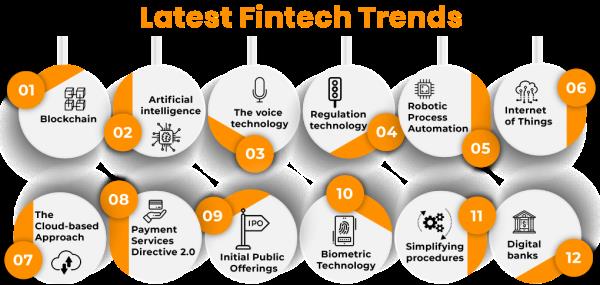 Latest Fintech Trends
01
Blockchain
02
Artificial
intelligence
The voice
technology
03
Regulation
technology
04
Robotic
Process
Automation
05
06
Internet
of Things
The
Cloud-based
Approach
07
08
Payment
Services
Directive 2.0
09
IPO
Initial Public
Offerings
10
Biometric
Technology
11
Simplifying
procedures
Digital
banks
12